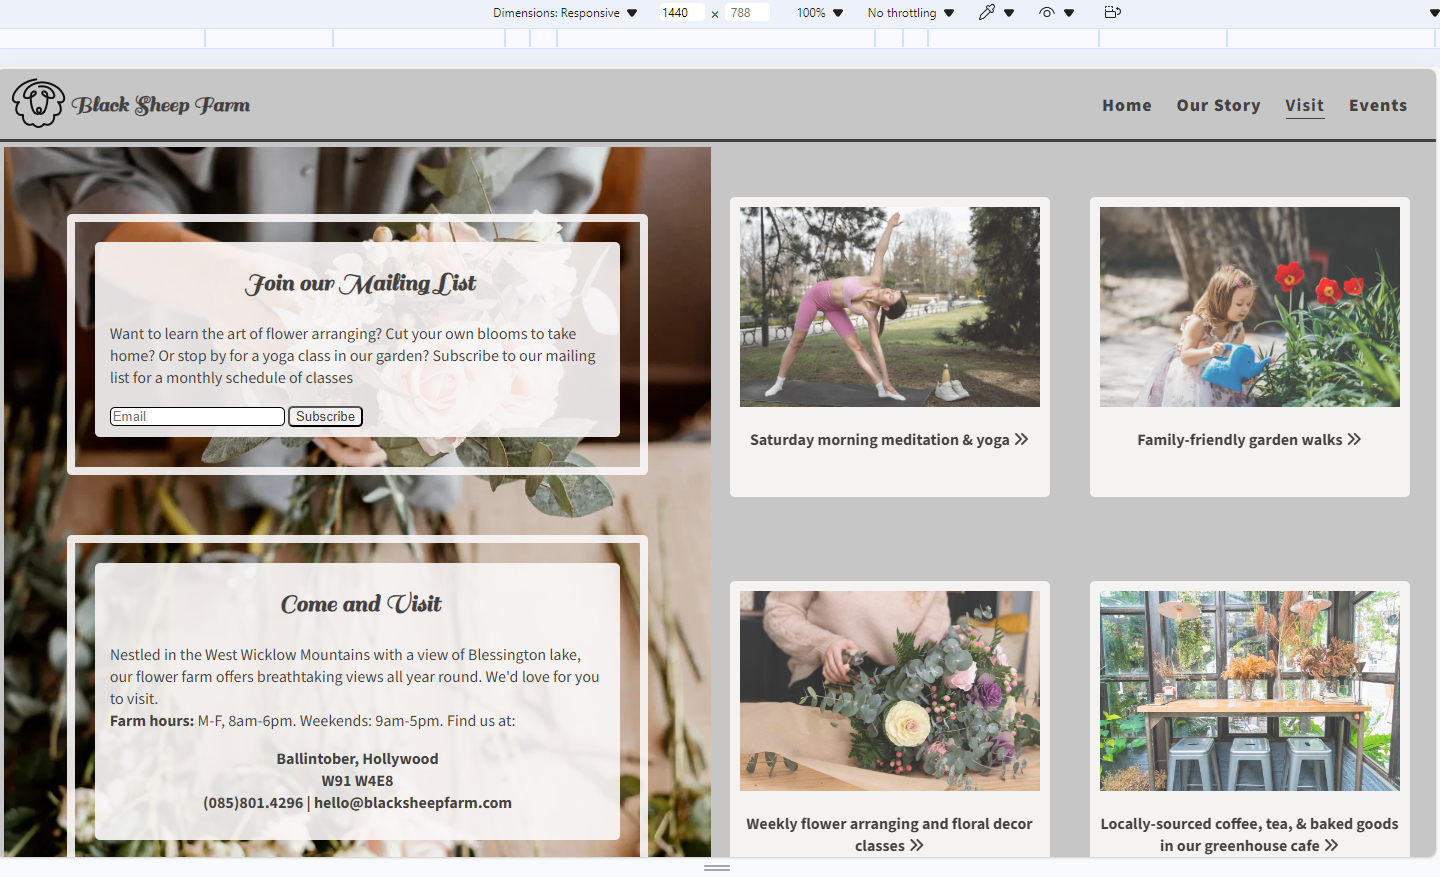 Dimensions: Responsive 1440 × 788 100% No throttling
Black Sheep Farm
Home Our Story Visit Events
Join our Mailing List
Want to learn the art of flower arranging? Cut your own blooms to take
home? Or stop by for a yoga class in our garden? Subscribe to our mailing
list for a monthly schedule of classes
Email Subscribe
Come and Visit
Nestled in the West Wicklow Mountains with a view of Blessington lake,
our flower farm offers breathtaking views all year round. We'd love for you
to visit.
Farm hours: M-F, 8am-6pm. Weekends: 9am-5pm. Find us at:
Ballintober, Hollywood
W91 W4E8
(085)801.4296 | hello@blacksheepfarm.com
Saturday morning meditation & yoga »
Family-friendly garden walks »
Weekly flower arranging and floral decor
classes »
Locally-sourced coffee, tea, & baked goods
in our greenhouse cafe »